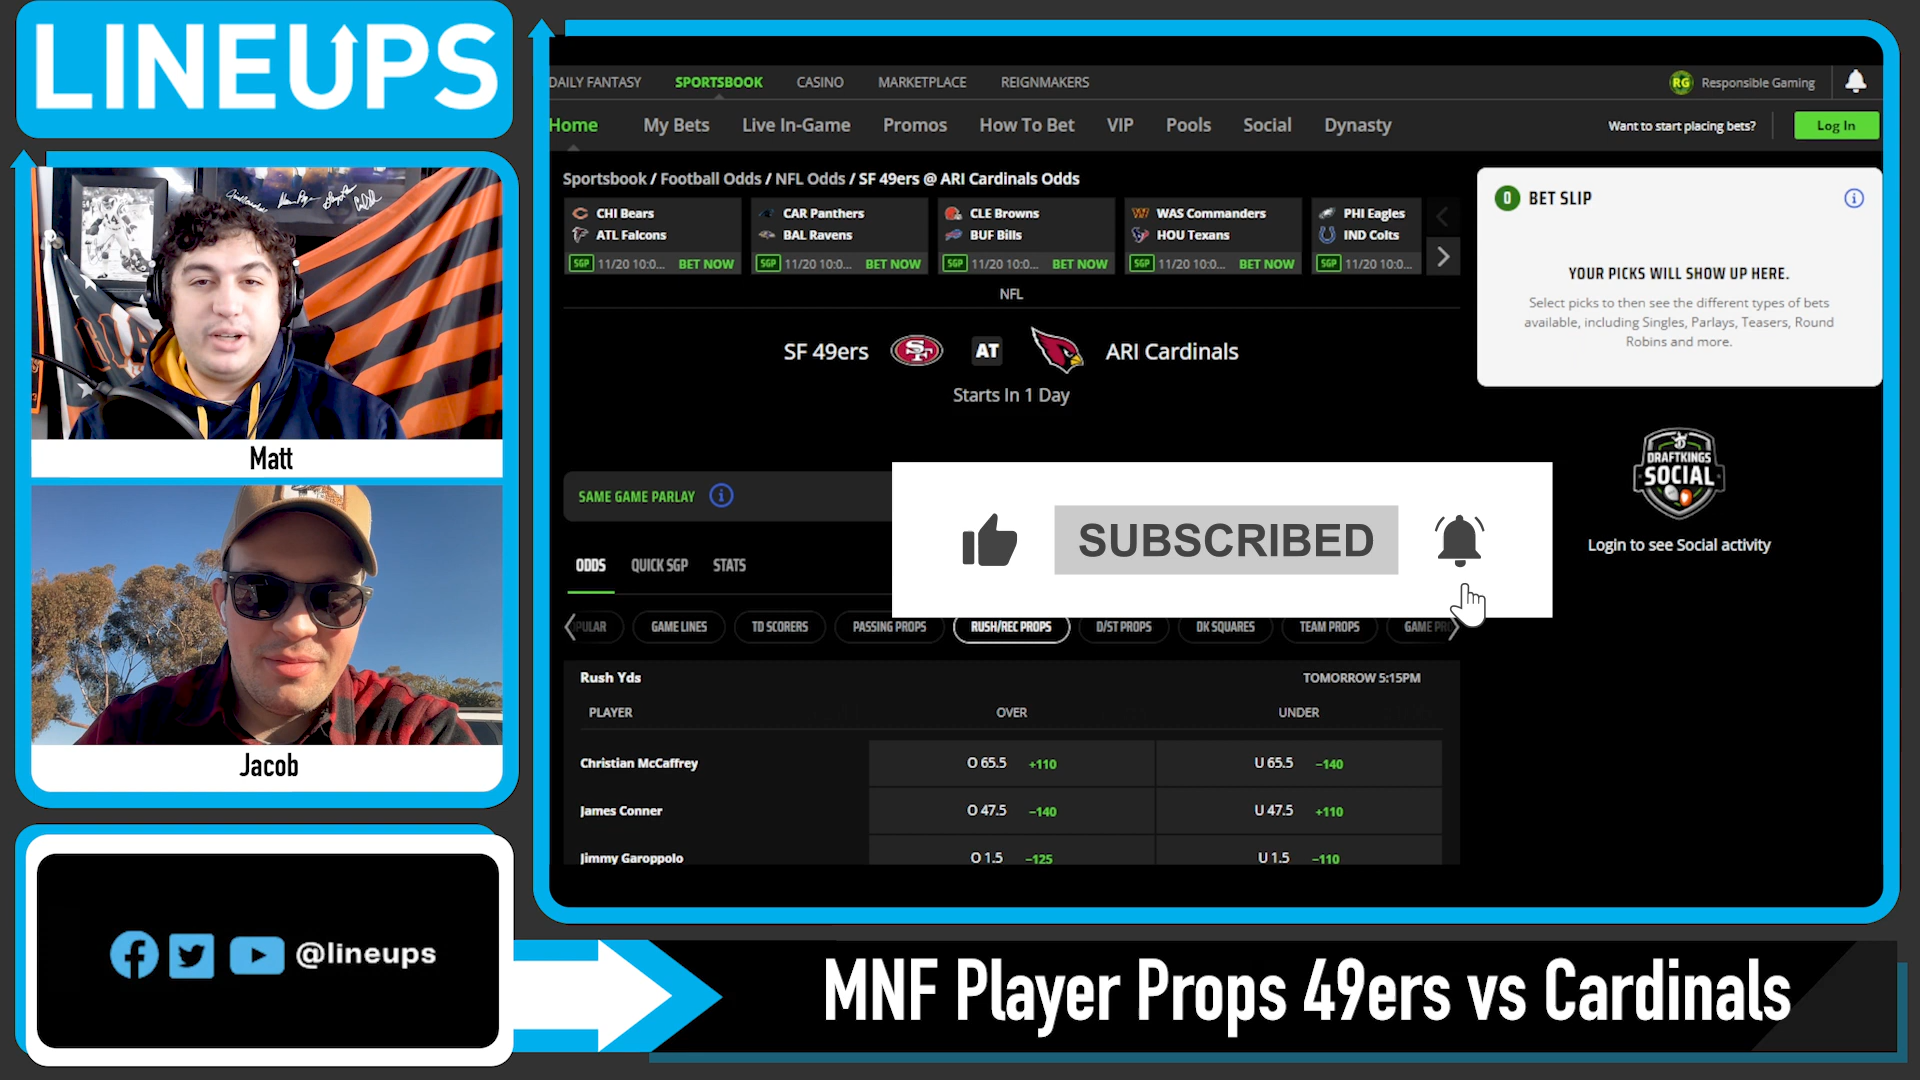 LINEUPS
Matt
Jacob
@lineups
DAILY FANTASY SPORTSBOOK CASINO MARKETPLACE REIGNMAKERS
RG Responsible Gaming
Home My Bets Live In-Game Promos How To Bet VIP Pools Social Dynasty
Want to start placing bets? Log In
Sportsbook / Football Odds / NFL Odds / SF 49ers @ ARI Cardinals Odds
CHI Bears CAR Panthers CLE Browns WAS Commanders PHI Eagles
ATL Falcons BAL Ravens BUF Bills HOU Texans IND Colts
SGP 11/20 10:0... BET NOW SGP 11/20 10:0... BET NOW SGP 11/20 10:0... BET NOW SGP 11/20 10:0... BET NOW SGP 11/20 10:0...
NFL
SF 49ers SF AT ARI Cardinals
Starts In 1 Day
0 BET SLIP
YOUR PICKS WILL SHOW UP HERE.
Select picks to then see the different types of bets
available, including Singles, Parlays, Teasers, Round
Robins and more.
DRAFTKINGS
SOCIAL
Login to see Social activity
SAME GAME PARLAY
SUBSCRIBED
ODDS QUICK SGP STATS
PULAR GAME LINES TD SCORERS PASSING PROPS RUSH/REC PROPS D/ST PROPS DK SQUARES TEAM PROPS GAME PR
Rush Yds TOMORROW 5:15PM
PLAYER OVER UNDER
Christian McCaffrey O 65.5 +110 U 65.5 −140
James Conner O 47.5 −140 U 47.5 +110
Jimmy Garoppolo O 1.5 −125 U 1.5 −110
MNF Player Props 49ers vs Cardinals